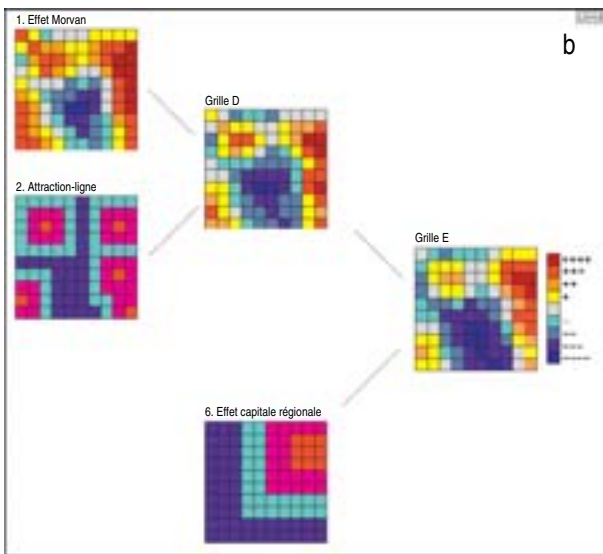 1. Effet Morvan
b
Grille D
2. Attraction-ligne
Grille E
++++
+++
++
+
-
--
---
----
6. Effet capitale régionale